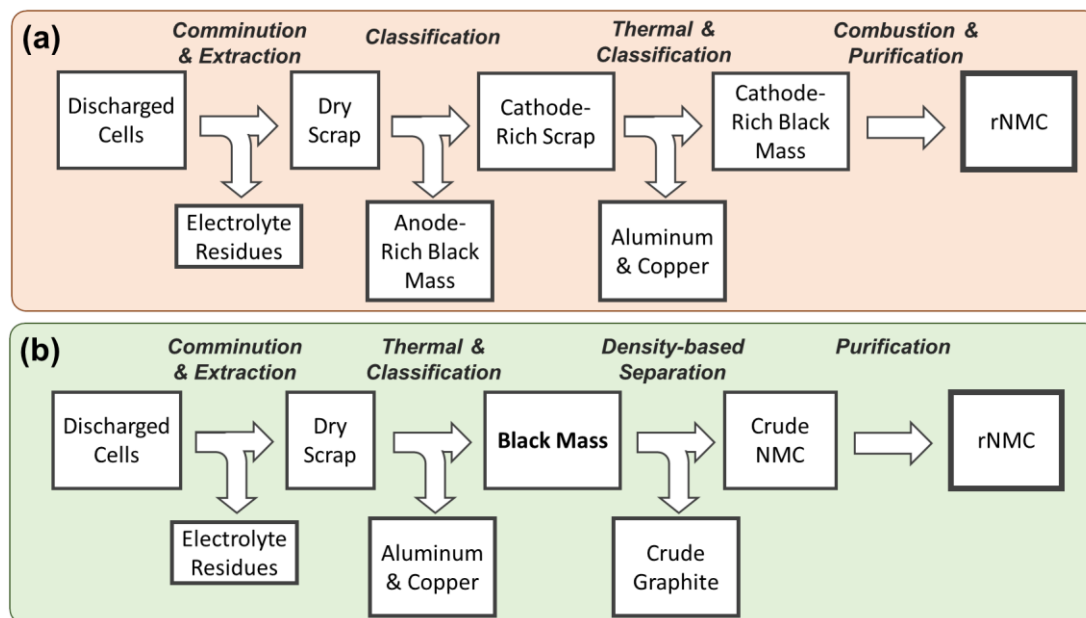 (a)
Comminution
& Extraction
Classification
Thermal &
Classification
Combustion &
Purification
Discharged
Cells
Dry
Scrap
Cathode-
Rich Scrap
Cathode-
Rich Black
Mass
rNMC
Electrolyte
Residues
Anode-
Rich Black
Mass
Aluminum
& Copper
(b)
Comminution
& Extraction
Thermal &
Classification
Density-based
Separation
Purification
Discharged
Cells
Dry
Scrap
Black Mass
Crude
NMC
rNMC
Electrolyte
Residues
Aluminum
& Copper
Crude
Graphite